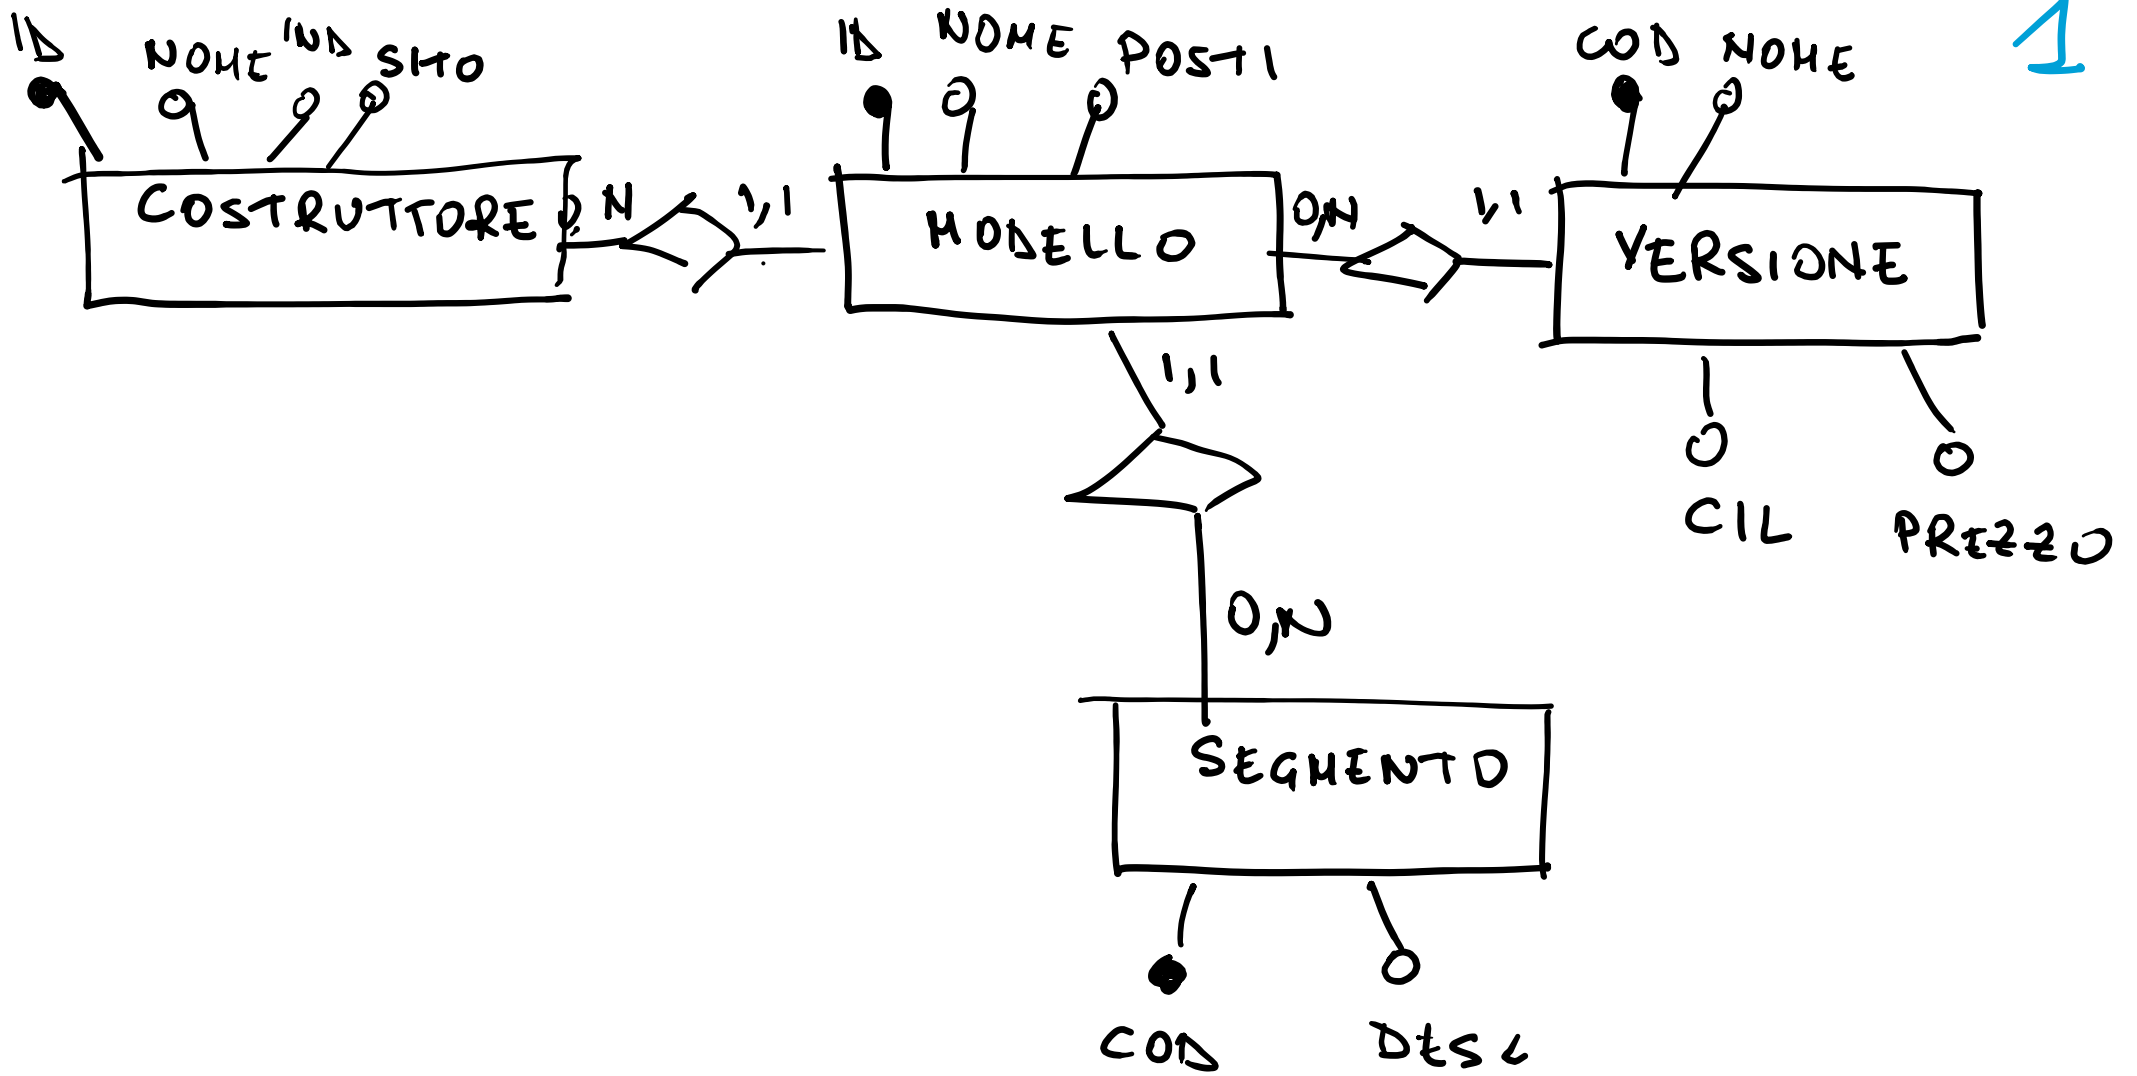 ID NOME IND SITO
ID NOME POSTI
COD NOME
1
COSTRUTTORE
0,N
1,1
MODELLO
0,N
1,1
VERSIONE
1,1
CIL
PREZZO
0,N
SEGMENTO
COD
DESC